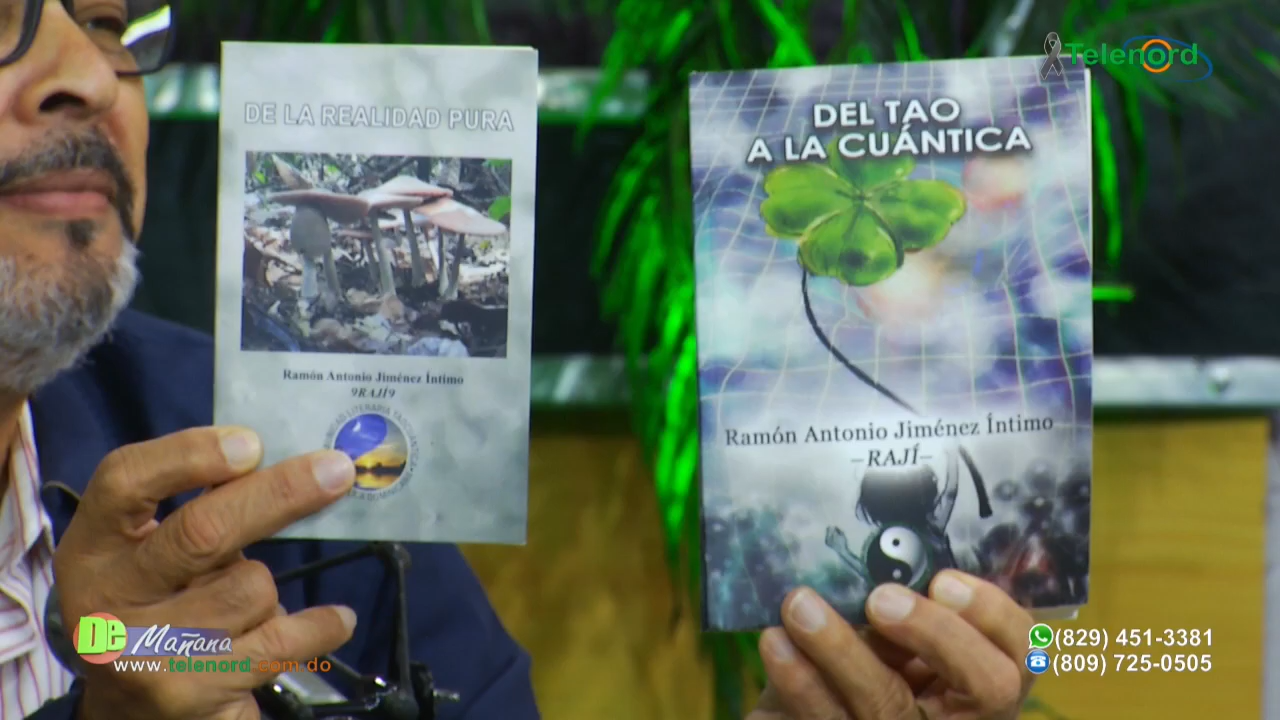 Telenord
DE LA REALIDAD PURA
Ramón Antonio Jiménez Íntimo
9RAJÍ9
DEL TAO
A LA CUÁNTICA
Ramón Antonio Jiménez Íntimo
–RAJÍ–
De Mañana
www.telenord.com.do
(829) 451-3381
(809) 725-0505